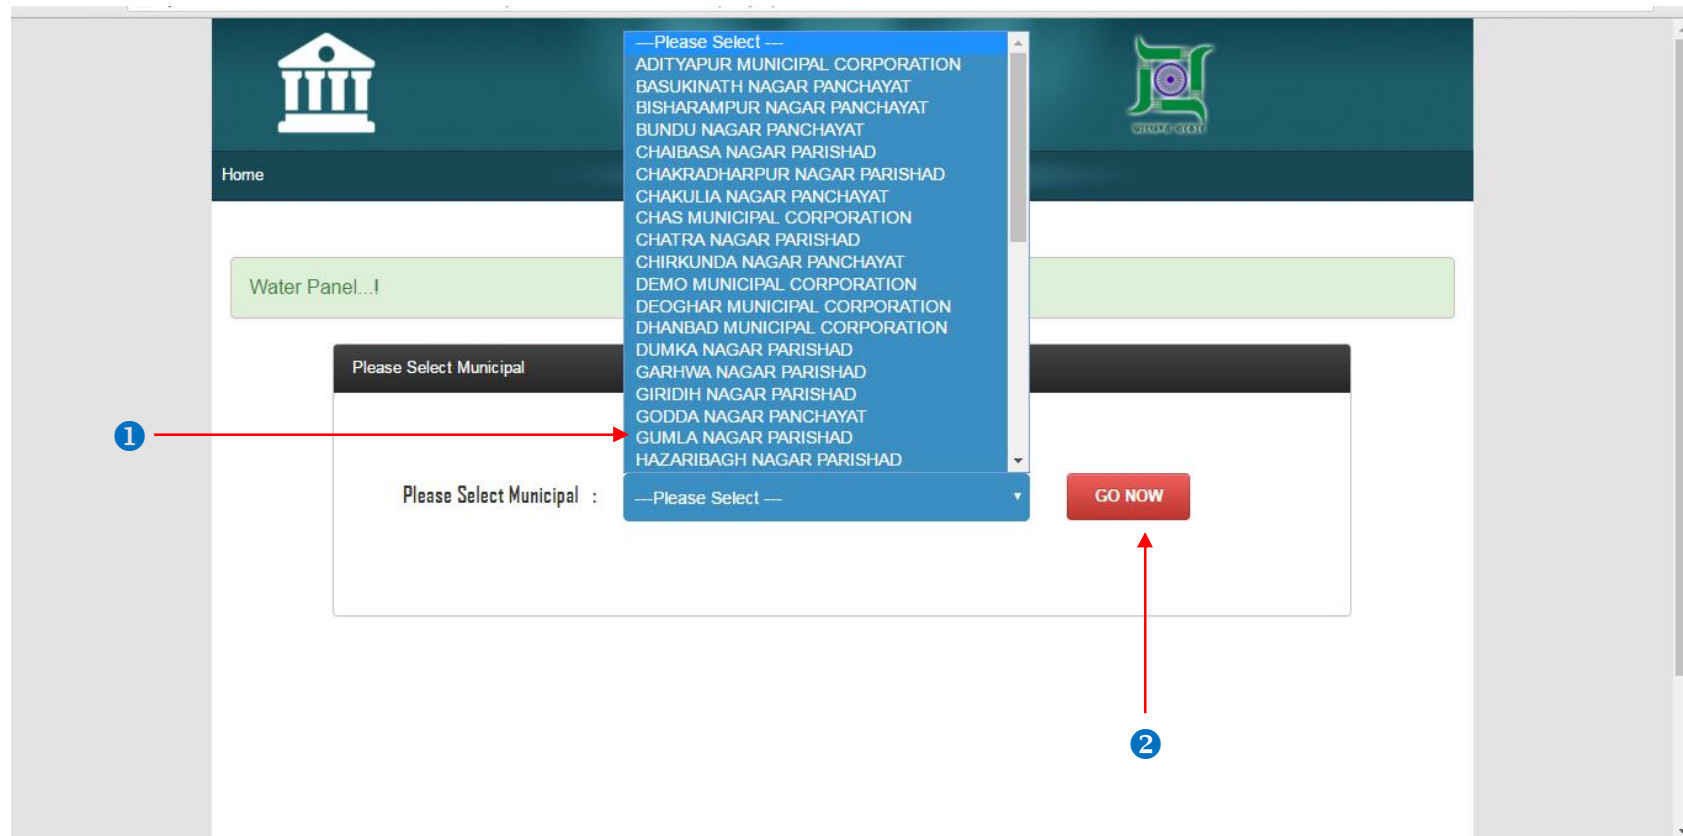 ---Please Select ---
ADITYAPUR MUNICIPAL CORPORATION
BASUKINATH NAGAR PANCHAYAT
BISHARAMPUR NAGAR PANCHAYAT
BUNDU NAGAR PANCHAYAT
CHAIBASA NAGAR PARISHAD
CHAKRADHARPUR NAGAR PARISHAD
CHAKULIA NAGAR PANCHAYAT
CHAS MUNICIPAL CORPORATION
CHATRA NAGAR PARISHAD
CHIRKUNDA NAGAR PANCHAYAT
DEMO MUNICIPAL CORPORATION
DEOGHAR MUNICIPAL CORPORATION
DHANBAD MUNICIPAL CORPORATION
DUMKA NAGAR PARISHAD
GARHWA NAGAR PARISHAD
GIRIDIH NAGAR PARISHAD
GODDA NAGAR PANCHAYAT
GUMLA NAGAR PARISHAD
HAZARIBAGH NAGAR PARISHAD
Home
Water Panel...!
Please Select Municipal
1
Please Select Municipal :
---Please Select ---
GO NOW
2